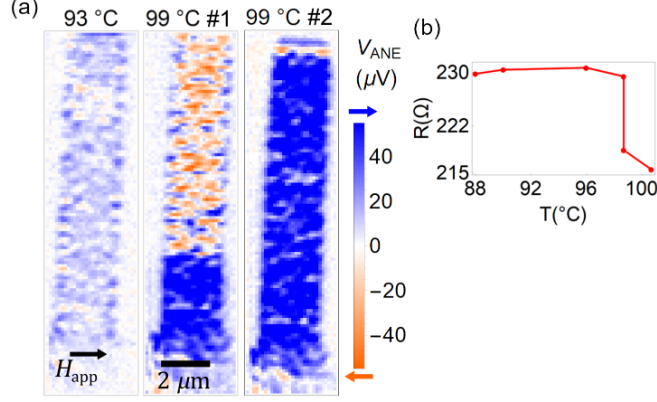 (a)
93 °C
99 °C #1
99 °C #2
V_ANE
(μV)
40
20
0
−20
−40
H_app
2 μm
(b)
R(Ω)
230
222
215
88
92
96
100
T(°C)